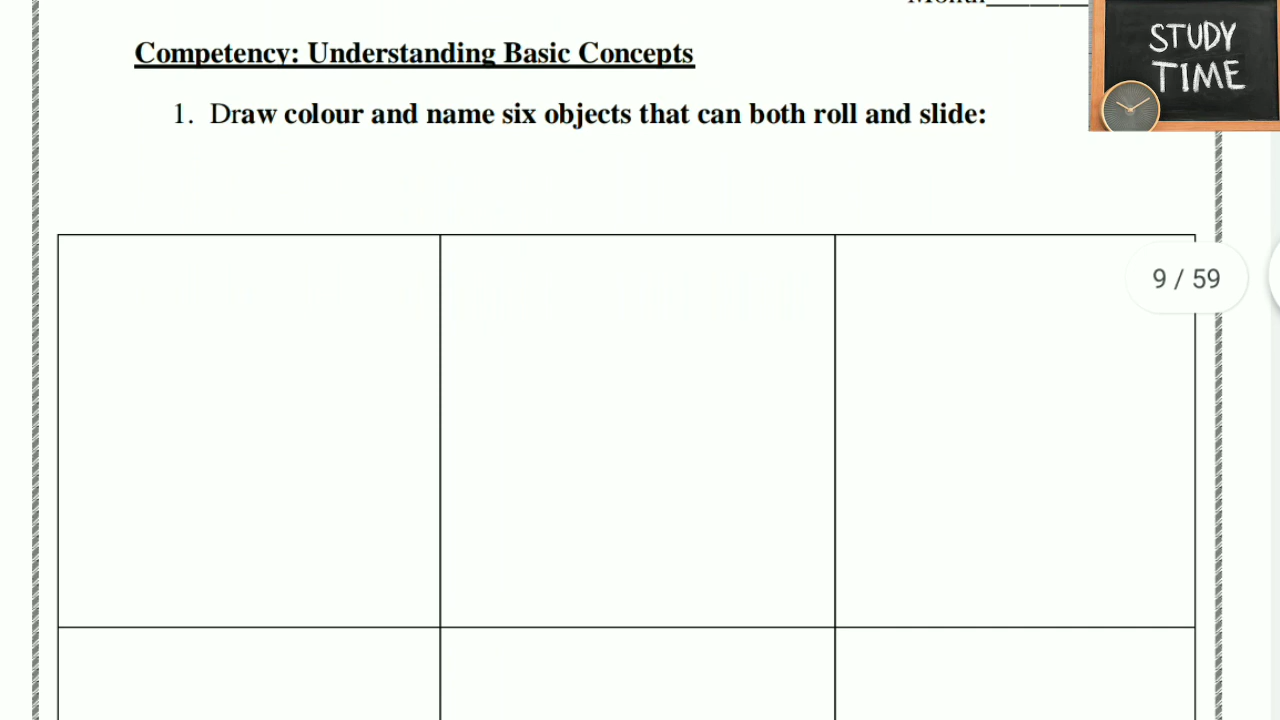 Competency: Understanding Basic Concepts
1. Draw colour and name six objects that can both roll and slide:
STUDY
TIME
9 / 59